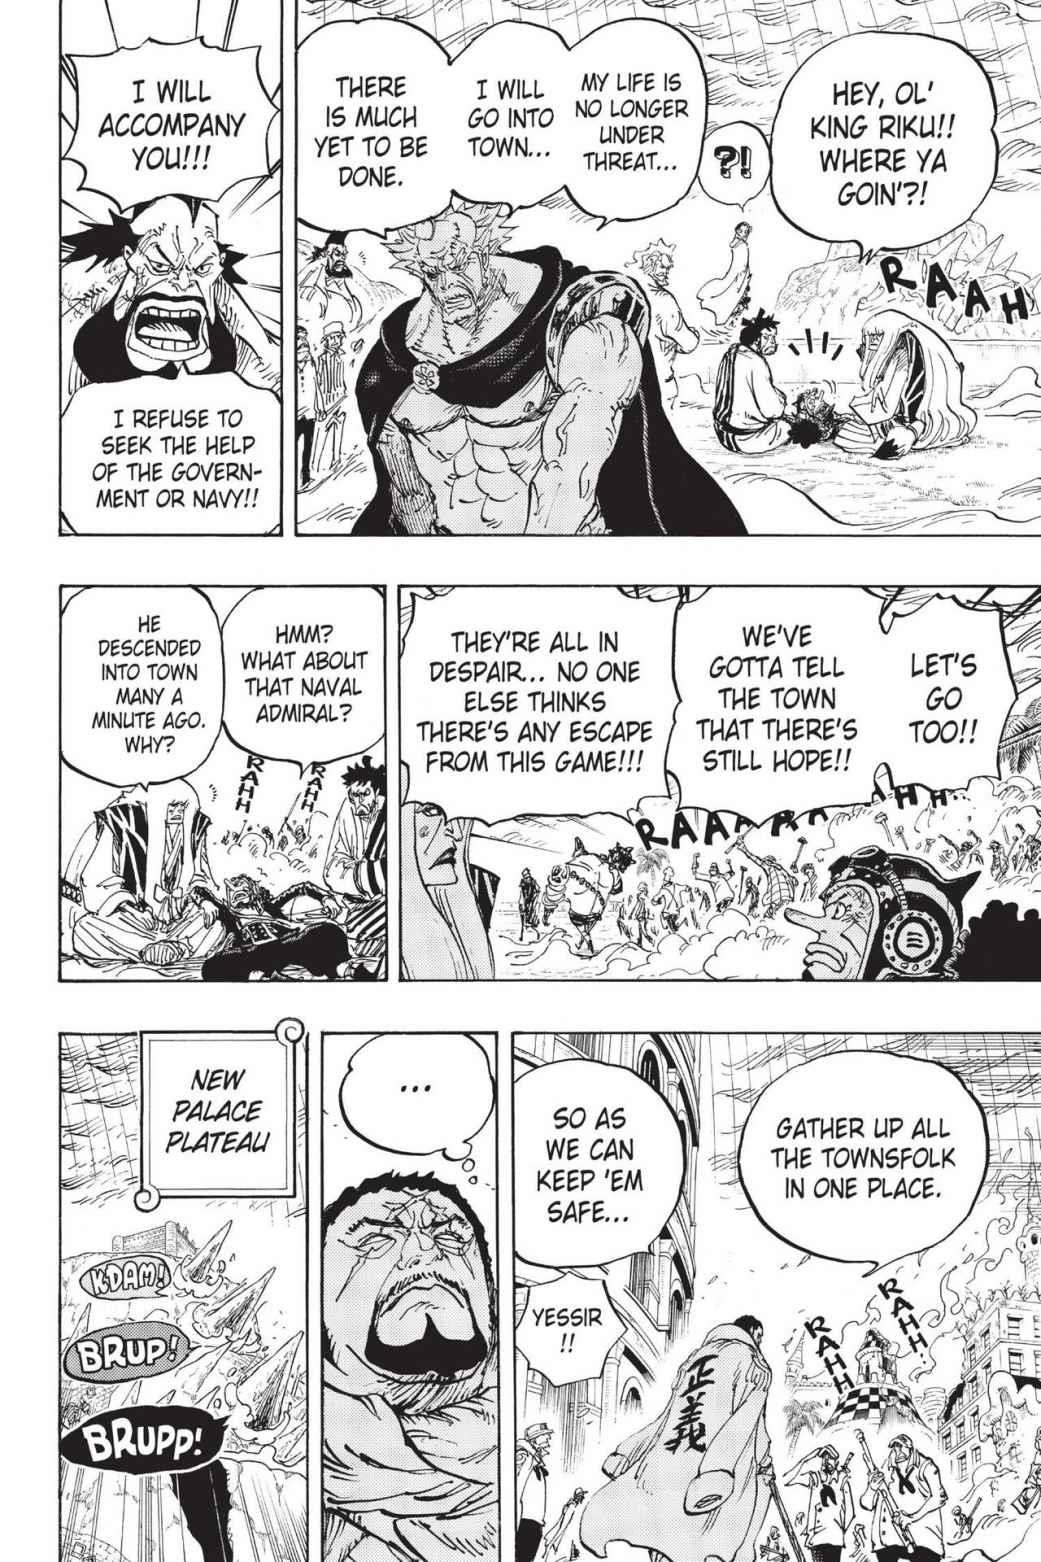 HEY, OL'
KING RIKU!!
WHERE YA
GOIN'?!
?!
RAAH
MY LIFE IS
NO LONGER
UNDER
THREAT...
I WILL
GO INTO
TOWN...
THERE
IS MUCH
YET TO BE
DONE.
I WILL
ACCOMPANY
YOU!!!
I REFUSE TO
SEEK THE HELP
OF THE GOVERN-
MENT OR NAVY!!
LET'S
GO
TOO!!
WE'VE
GOTTA TELL
THE TOWN
THAT THERE'S
STILL HOPE!!
THEY'RE ALL IN
DESPAIR... NO ONE
ELSE THINKS
THERE'S ANY ESCAPE
FROM THIS GAME!!!
RAAAAAHH..
HMM?
WHAT ABOUT
THAT NAVAL
ADMIRAL?
RAHH
HE
DESCENDED
INTO TOWN
MANY A
MINUTE AGO.
WHY?
RAHH
GATHER UP ALL
THE TOWNSFOLK
IN ONE PLACE.
SO AS
WE CAN
KEEP 'EM
SAFE...
YESSIR
!!
RAHH
RAHH
正義
...
NEW
PALACE
PLATEAU
K-DAM!
BRUP!
BRUPP!